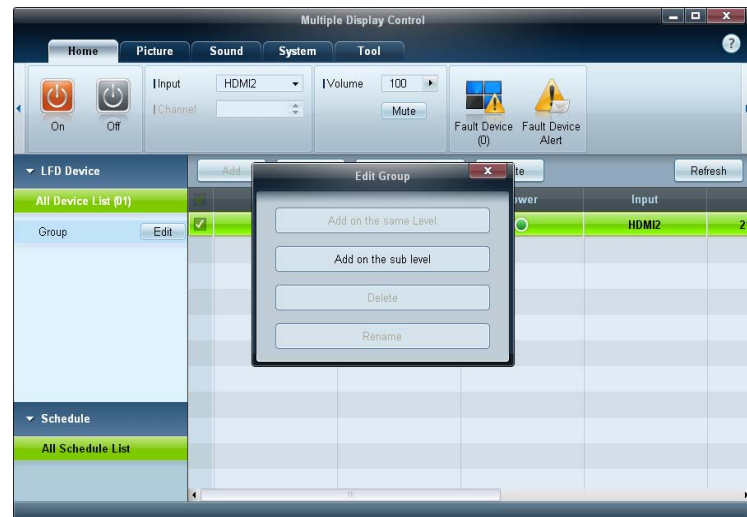 Multiple Display Control
Home Picture Sound System Tool
Input HDMI2 Volume 100
Channel Mute
On Off Fault Device (0) Fault Device Alert
LFD Device
Add Refresh
Edit Group
All Device List (01)
Input
Group Edit
HDMI2
Add on the same Level
Add on the sub level
Delete
Rename
Schedule
All Schedule List